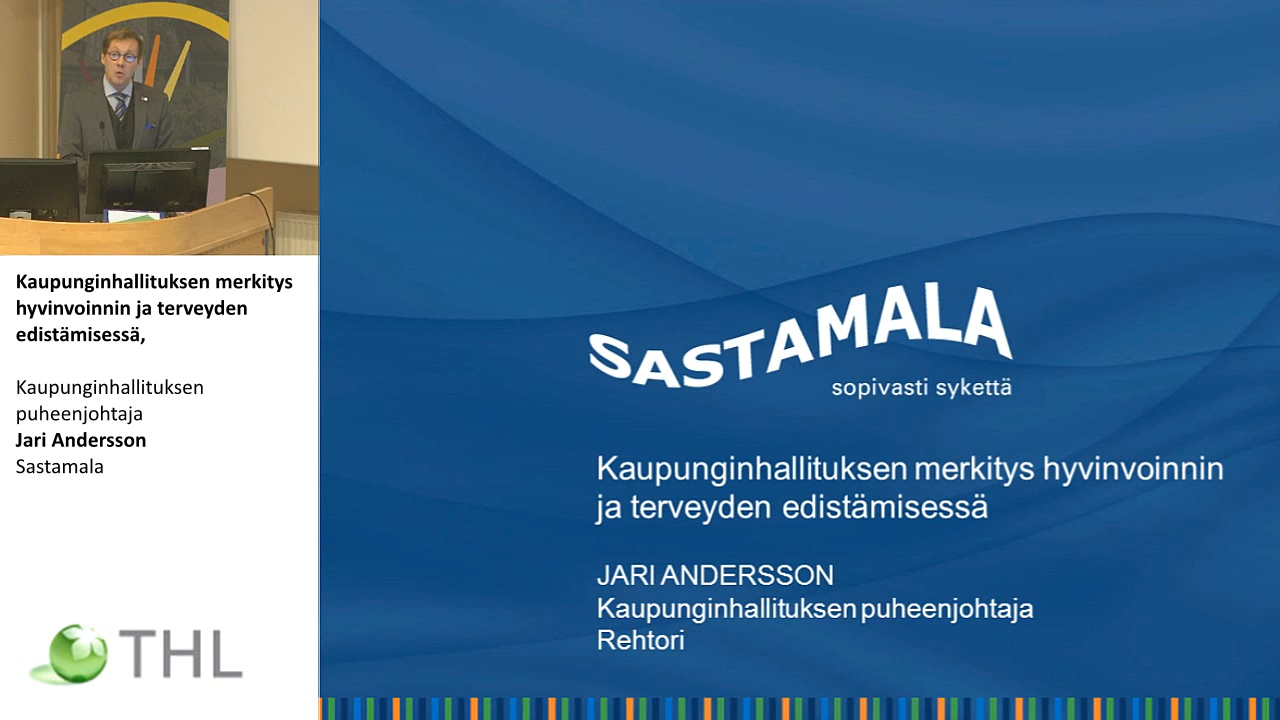 Kaupunginhallituksen merkitys
hyvinvoinnin ja terveyden
edistämisessä,
Kaupunginhallituksen
puheenjohtaja
Jari Andersson
Sastamala
THL
SASTAMALA
sopivasti sykettä
Kaupunginhallituksen merkitys hyvinvoinnin
ja terveyden edistämisessä
JARI ANDERSSON
Kaupunginhallituksen puheenjohtaja
Rehtori